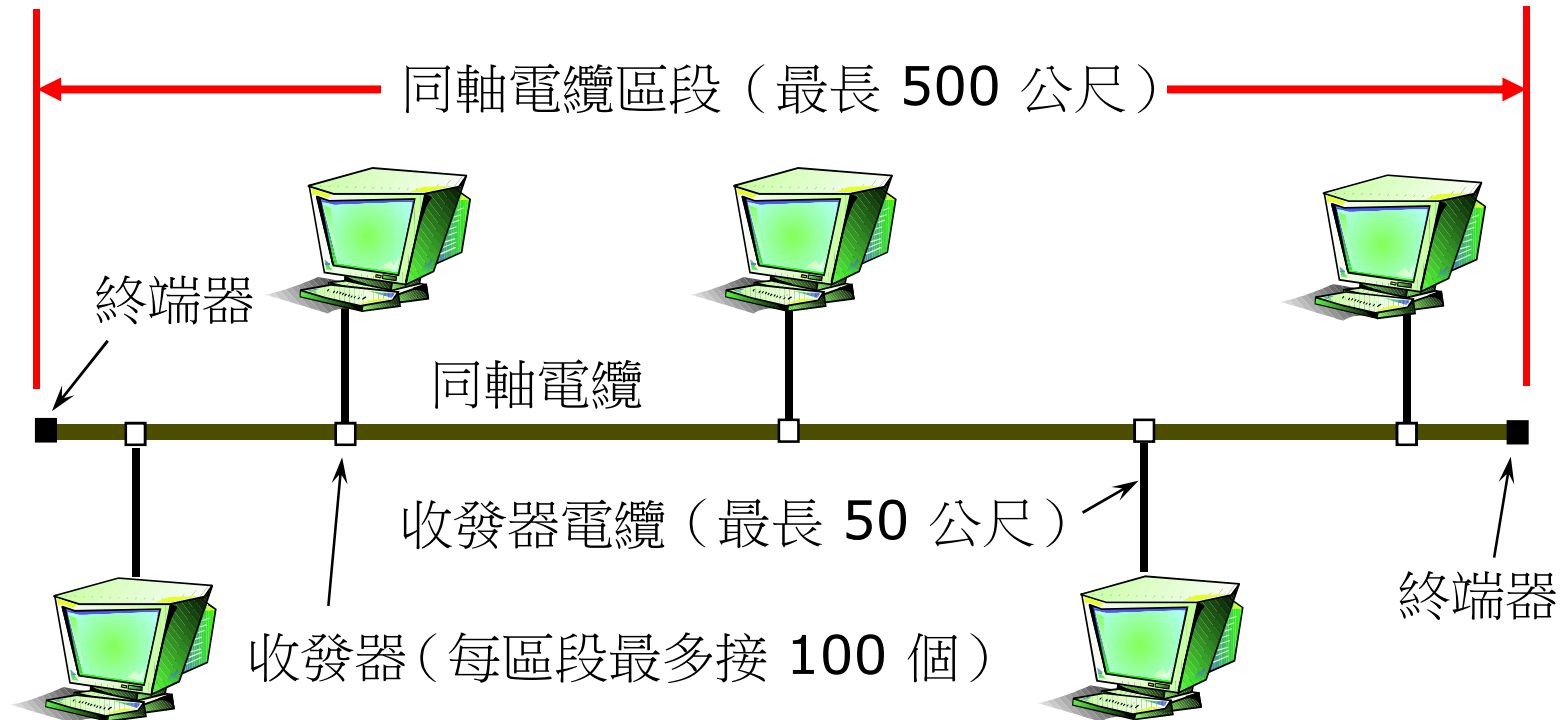 同軸電纜區段（最長 500 公尺）
終端器
同軸電纜
收發器電纜（最長 50 公尺）
終端器
收發器（每區段最多接 100 個）